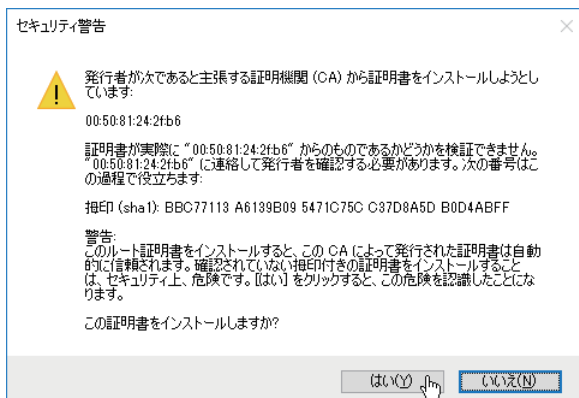 セキュリティ警告
発行者が次であると主張する証明機関 (CA) から証明書をインストールしようとし
ています:
00:50:81:24:2f:b6
証明書が実際に "00:50:81:24:2f:b6" からのものであるかどうかを検証できません。
"00:50:81:24:2f:b6" に連絡して発行者を確認する必要があります。次の番号はこ
の過程で役立ちます:
拇印 (sha1): BBC77113 A6139B09 5471C75C C37D8A5D B0D4ABFF
警告:
このルート証明書をインストールすると、この CA によって発行された証明書は自動
的に信頼されます。確認されていない拇印付きの証明書をインストールすること
は、セキュリティ上、危険です。[はい] をクリックすると、この危険を認識したことにな
ります。
この証明書をインストールしますか?
はい(Y) いいえ(N)